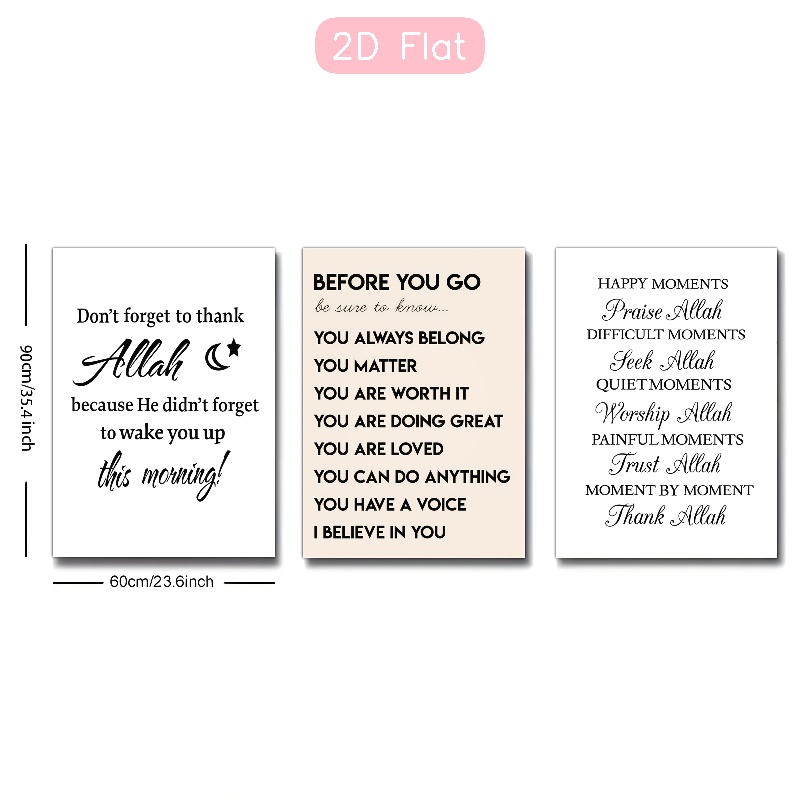 2D Flat
Don't forget to thank
Allah
because He didn't forget
to wake you up
this morning!
BEFORE YOU GO
be sure to know...
YOU ALWAYS BELONG
YOU MATTER
YOU ARE WORTH IT
YOU ARE DOING GREAT
YOU ARE LOVED
YOU CAN DO ANYTHING
YOU HAVE A VOICE
I BELIEVE IN YOU
HAPPY MOMENTS
Praise Allah
DIFFICULT MOMENTS
Seek Allah
QUIET MOMENTS
Worship Allah
PAINFUL MOMENTS
Trust Allah
MOMENT BY MOMENT
Thank Allah
90cm/35.4 inch
60cm/23.6inch